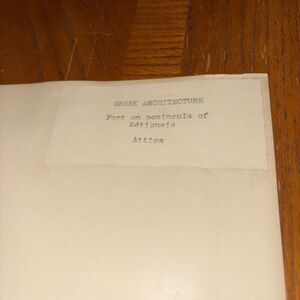 GREEK ARCHITECTURE
Fort on peninsula of
Eétioneia
Attica